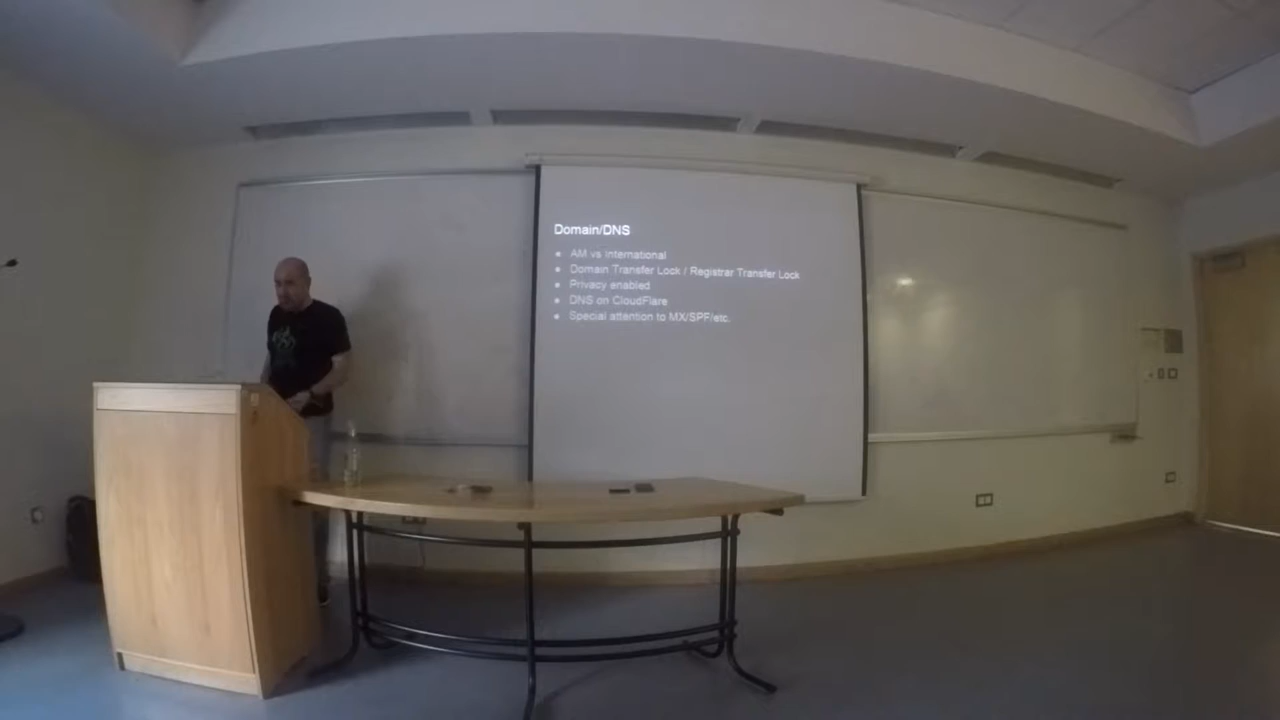 Domain/DNS
● AM vs International
● Domain Transfer Lock / Registrar Transfer Lock
● Privacy enabled
● DNS on CloudFlare
● Special attention to MX/SPF/etc.